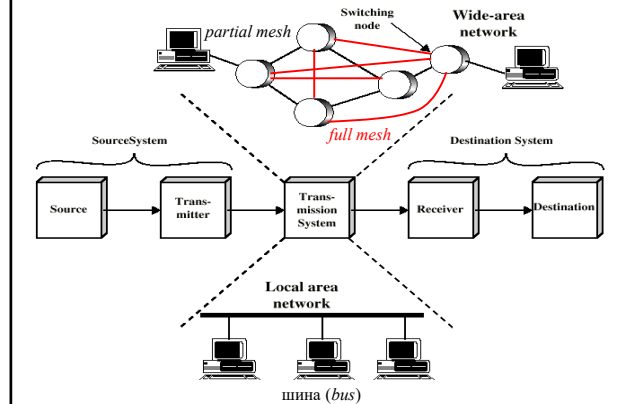 partial mesh
Switching
node
Wide-area
network
full mesh
SourceSystem
Destination System
Source
Trans-
mitter
Trans-
mission
System
Receiver
Destination
Local area
network
шина (bus)